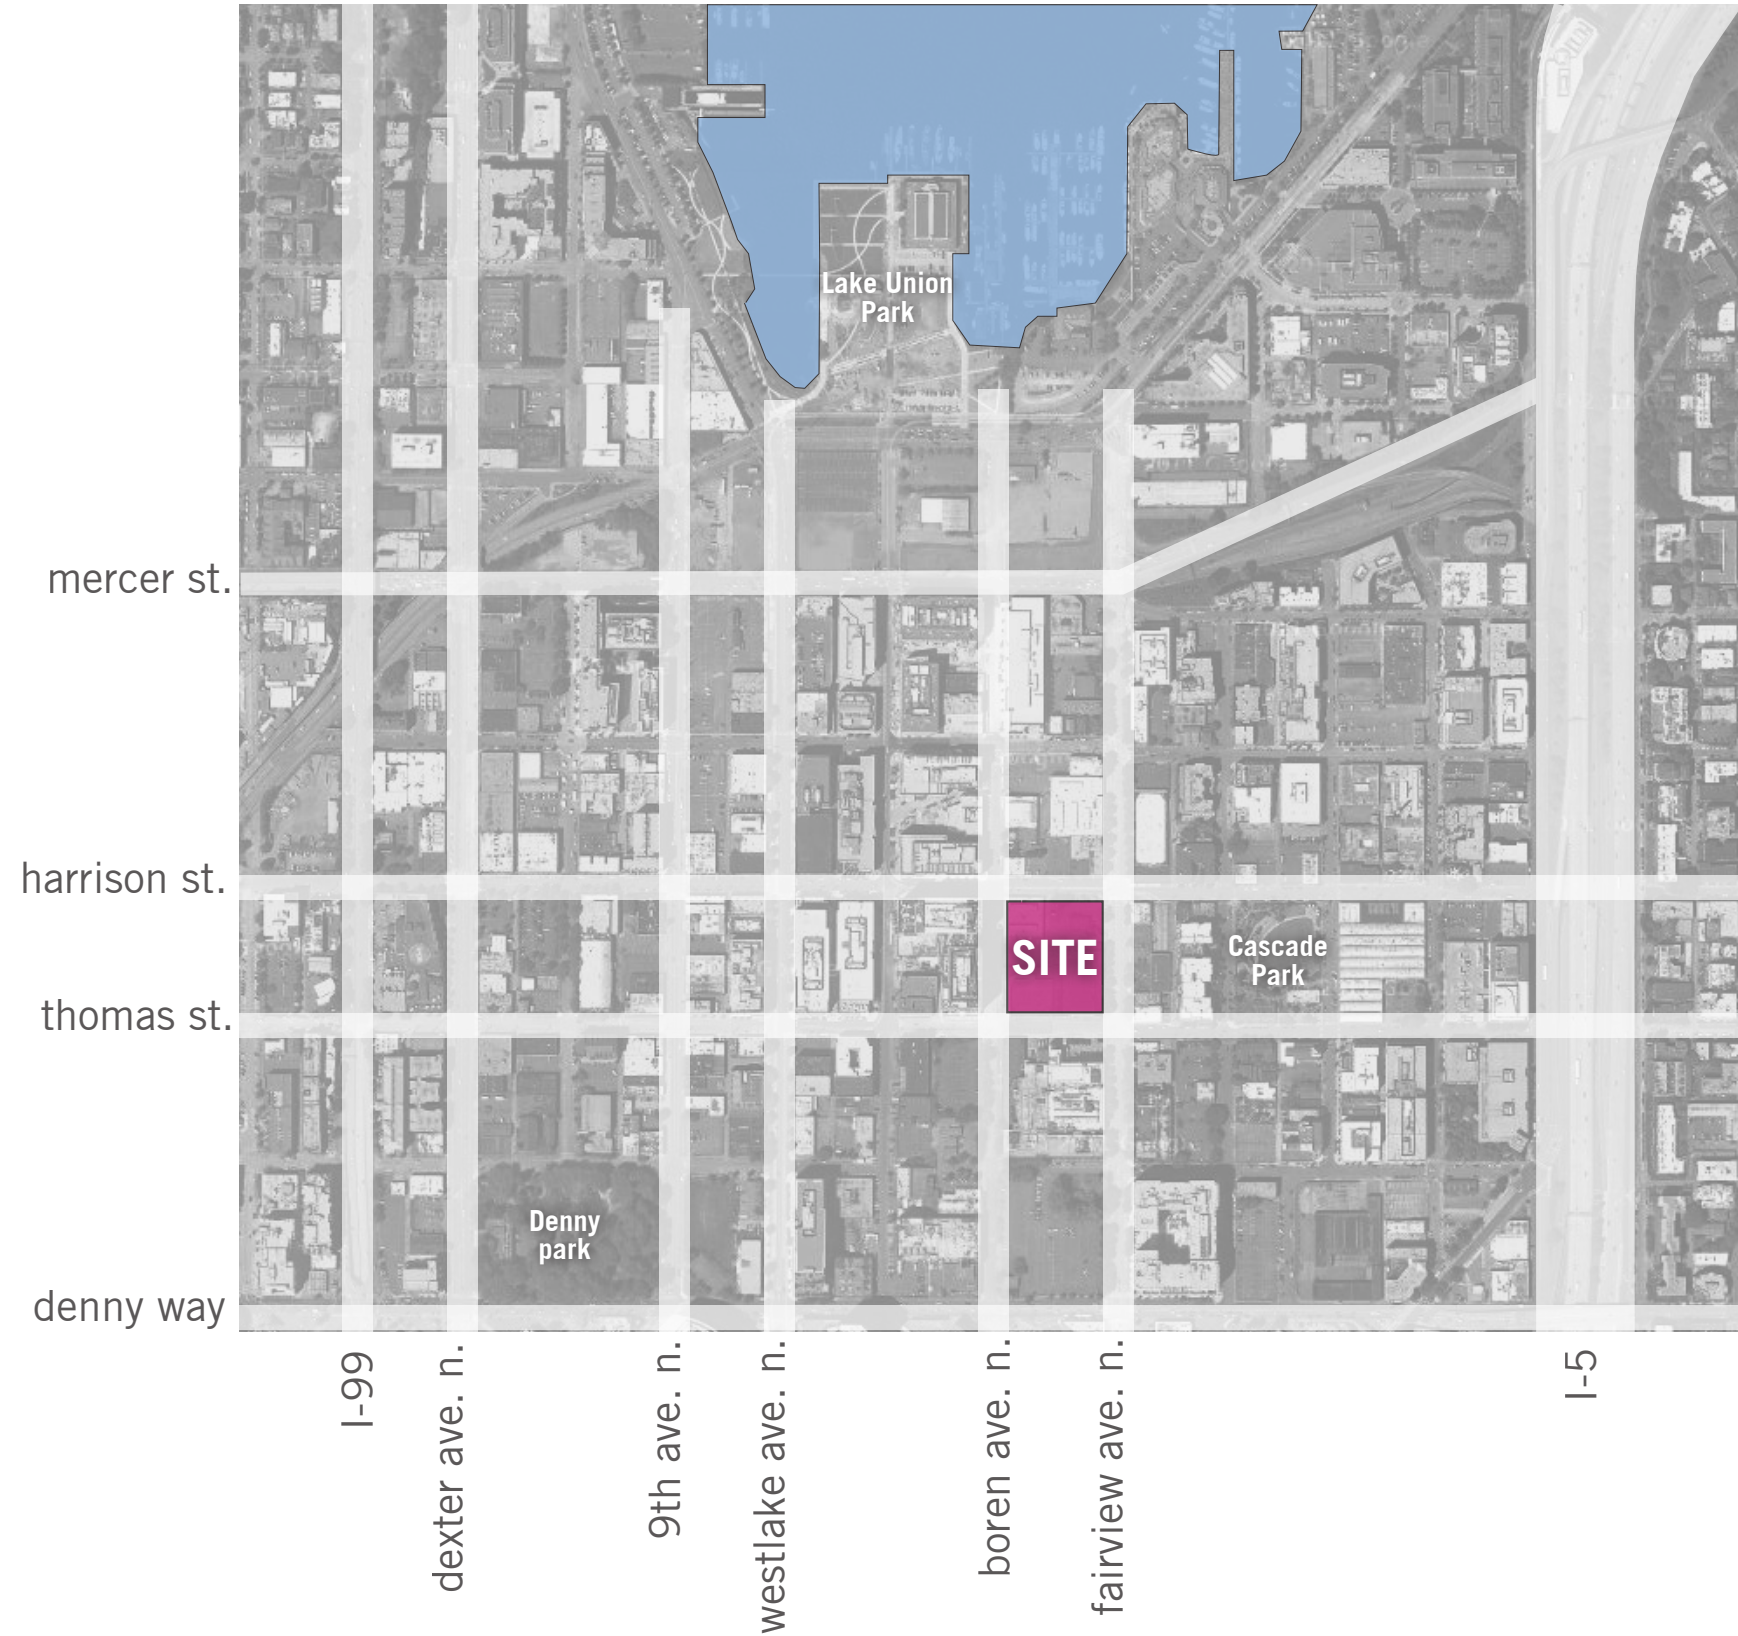 Lake Union
Park
mercer st.
harrison st.
SITE
Cascade
Park
thomas st.
Denny
park
denny way
I-99
dexter ave. n.
9th ave. n.
westlake ave. n.
boren ave. n.
fairview ave. n.
I-5